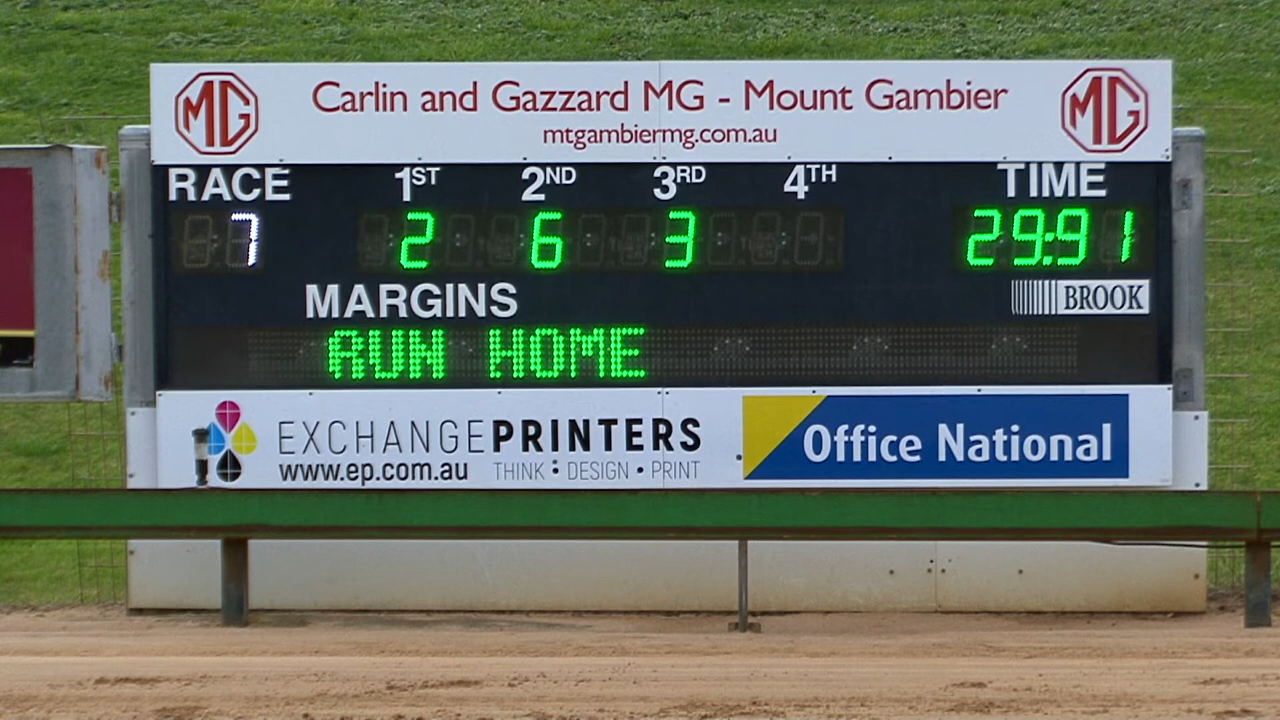 MG Carlin and Gazzard MG - Mount Gambier MG
mtgambiermg.com.au
RACE 1ST 2ND 3RD 4TH TIME
7 2 6 3 29:91
MARGINS
BROOK
RUN HOME
EXCHANGEPRINTERS
www.ep.com.au THINK • DESIGN • PRINT
Office National